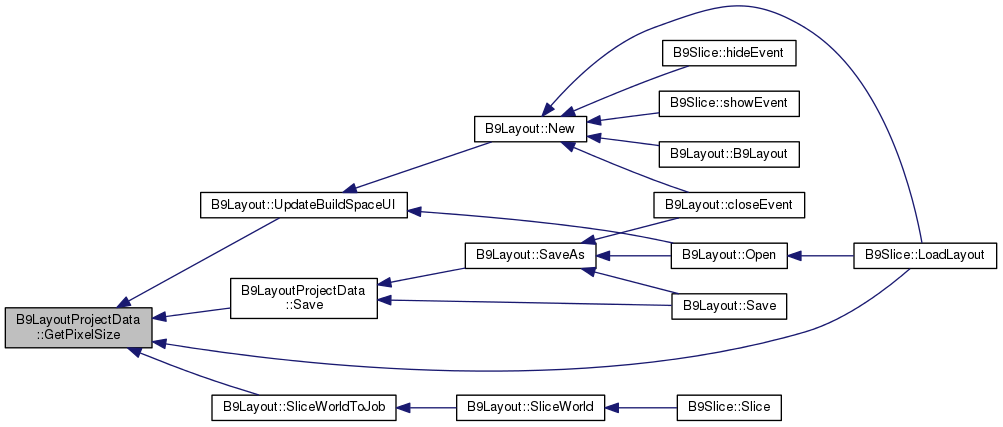 B9Slice::hideEvent
B9Slice::showEvent
B9Layout::New
B9Layout::B9Layout
B9Layout::UpdateBuildSpaceUI
B9Layout::closeEvent
B9Layout::SaveAs
B9Layout::Open
B9Slice::LoadLayout
B9LayoutProjectData
::Save
B9Layout::Save
B9LayoutProjectData
::GetPixelSize
B9Layout::SliceWorldToJob
B9Layout::SliceWorld
B9Slice::Slice